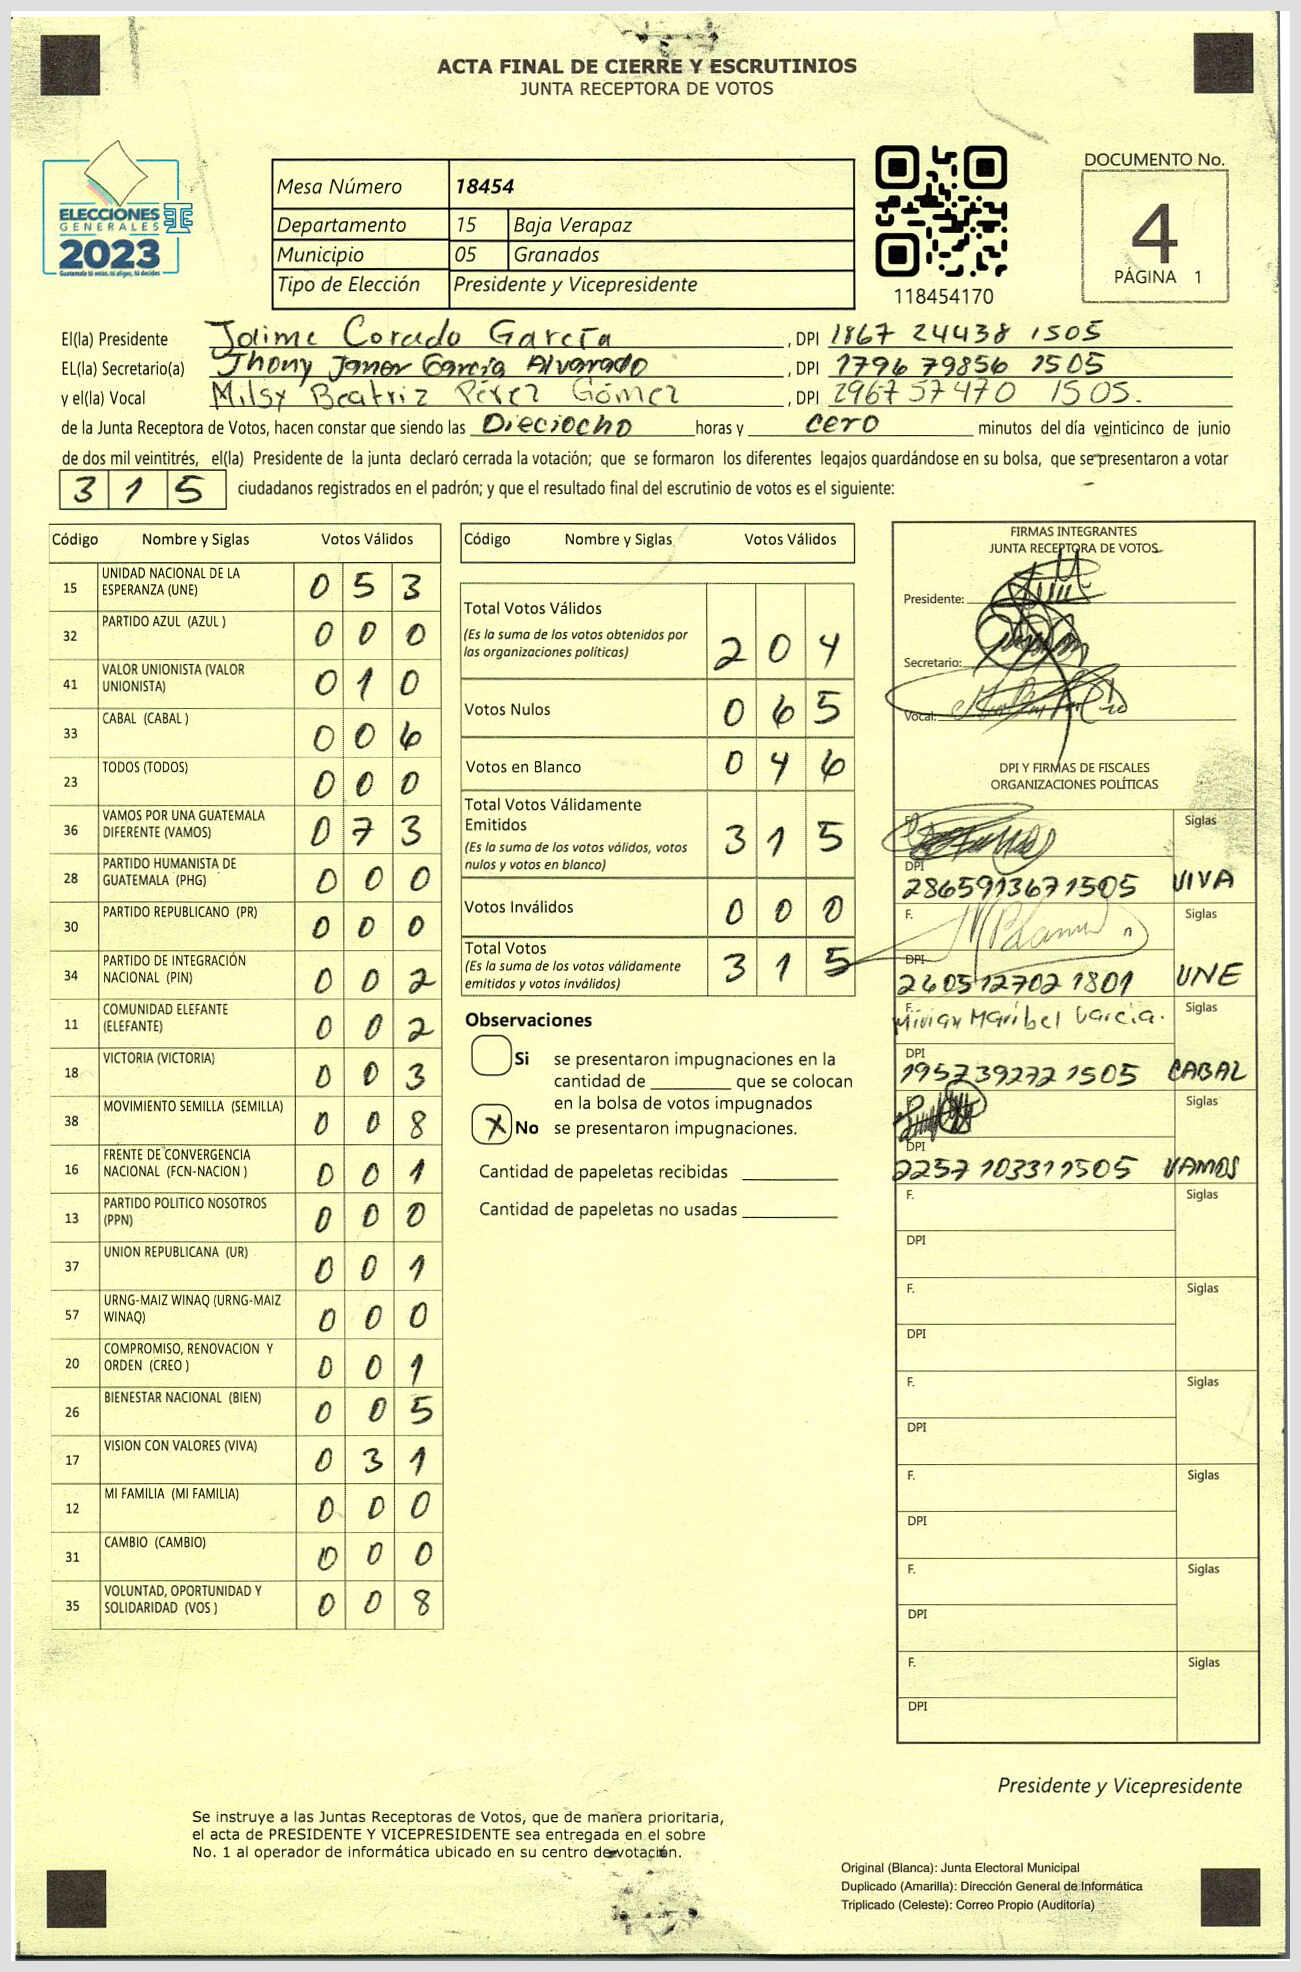 ACTA FINAL DE CIERRE Y ESCRUTINIOS
JUNTA RECEPTORA DE VOTOS
ELECCIONES
GENERALES
2023
Guatemala tú votas, tú eliges, tú decides
Mesa Número 18454
Departamento 15 Baja Verapaz
Municipio 05 Granados
Tipo de Elección Presidente y Vicepresidente
118454170
DOCUMENTO No.
4
PÁGINA 1
El(la) Presidente Jaime Corado García , DPI 1867 24438 1505
EL(la) Secretario(a) Jhony Janer García Alvarado , DPI 1796 79856 1505
y el(la) Vocal Milsy Beatriz Pérez Gómez , DPI 2967 57470 1505.
de la Junta Receptora de Votos, hacen constar que siendo las Dieciocho horas y cero minutos del día veinticinco de junio
de dos mil veintitrés, el(la) Presidente de la junta declaró cerrada la votación; que se formaron los diferentes legajos guardándose en su bolsa, que se presentaron a votar
3 1 5 ciudadanos registrados en el padrón; y que el resultado final del escrutinio de votos es el siguiente:
Código Nombre y Siglas Votos Válidos
15 UNIDAD NACIONAL DE LA ESPERANZA (UNE) 0 5 3
32 PARTIDO AZUL (AZUL ) 0 0 0
41 VALOR UNIONISTA (VALOR UNIONISTA) 0 1 0
33 CABAL (CABAL ) 0 0 6
23 TODOS (TODOS) 0 0 0
36 VAMOS POR UNA GUATEMALA DIFERENTE (VAMOS) 0 7 3
28 PARTIDO HUMANISTA DE GUATEMALA (PHG) 0 0 0
30 PARTIDO REPUBLICANO (PR) 0 0 0
34 PARTIDO DE INTEGRACIÓN NACIONAL (PIN) 0 0 2
11 COMUNIDAD ELEFANTE (ELEFANTE) 0 0 2
18 VICTORIA (VICTORIA) 0 0 3
38 MOVIMIENTO SEMILLA (SEMILLA) 0 0 8
16 FRENTE DE CONVERGENCIA NACIONAL (FCN-NACION ) 0 0 1
13 PARTIDO POLITICO NOSOTROS (PPN) 0 0 0
37 UNION REPUBLICANA (UR) 0 0 1
57 URNG-MAIZ WINAQ (URNG-MAIZ WINAQ) 0 0 0
20 COMPROMISO, RENOVACION Y ORDEN (CREO ) 0 0 1
26 BIENESTAR NACIONAL (BIEN) 0 0 5
17 VISION CON VALORES (VIVA) 0 3 1
12 MI FAMILIA (MI FAMILIA) 0 0 0
31 CAMBIO (CAMBIO) 0 0 0
35 VOLUNTAD, OPORTUNIDAD Y SOLIDARIDAD (VOS ) 0 0 8
Código Nombre y Siglas Votos Válidos
Total Votos Válidos
(Es la suma de los votos obtenidos por
las organizaciones políticas) 2 0 4
Votos Nulos 0 6 5
Votos en Blanco 0 4 6
Total Votos Válidamente
Emitidos
(Es la suma de los votos válidos, votos
nulos y votos en blanco) 3 1 5
Votos Inválidos 0 0 0
Total Votos
(Es la suma de los votos válidamente
emitidos y votos inválidos) 3 1 5
Observaciones
Si se presentaron impugnaciones en la
cantidad de ________ que se colocan
en la bolsa de votos impugnados
X No se presentaron impugnaciones.
Cantidad de papeletas recibidas
Cantidad de papeletas no usadas
FIRMAS INTEGRANTES
JUNTA RECEPTORA DE VOTOS
Presidente:
Secretario:
Vocal:
DPI Y FIRMAS DE FISCALES
ORGANIZACIONES POLÍTICAS
F. Siglas
DPI
2865913671505 VIVA
F. Siglas
DPI
2605127021801 UNE
F. Mivian Maribel Garcia. Siglas
DPI
1957392721505 CABAL
F. Siglas
DPI
2257103311505 VAMOS
F. Siglas
DPI
F. Siglas
DPI
F. Siglas
DPI
F. Siglas
DPI
F. Siglas
DPI
F. Siglas
DPI
Presidente y Vicepresidente
Se instruye a las Juntas Receptoras de Votos, que de manera prioritaria,
el acta de PRESIDENTE Y VICEPRESIDENTE sea entregada en el sobre
No. 1 al operador de informática ubicado en su centro de votación.
Original (Blanca): Junta Electoral Municipal
Duplicado (Amarilla): Dirección General de Informática
Triplicado (Celeste): Correo Propio (Auditoría)